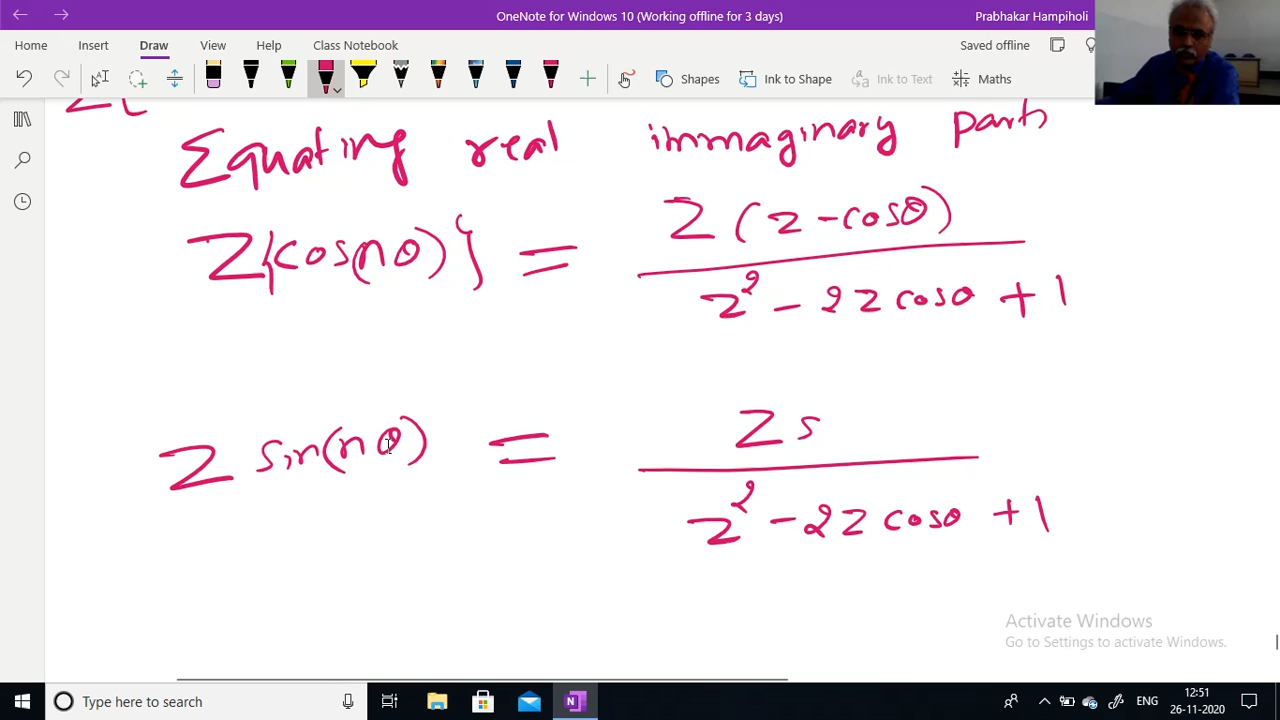 OneNote for Windows 10 (Working offline for 3 days)
Prabhakar Hampiholi
Home Insert Draw View Help Class Notebook
Saved offline
Shapes Ink to Shape Ink to Text Maths
Equating real immaginary parts
Z{cos(nθ)} = z(z-cosθ) / z² - 2z cosθ + 1
Z sin(nθ) = z s / z² - 2z cosθ + 1
Activate Windows
Go to Settings to activate Windows.
Type here to search
ENG
12:51
26-11-2020